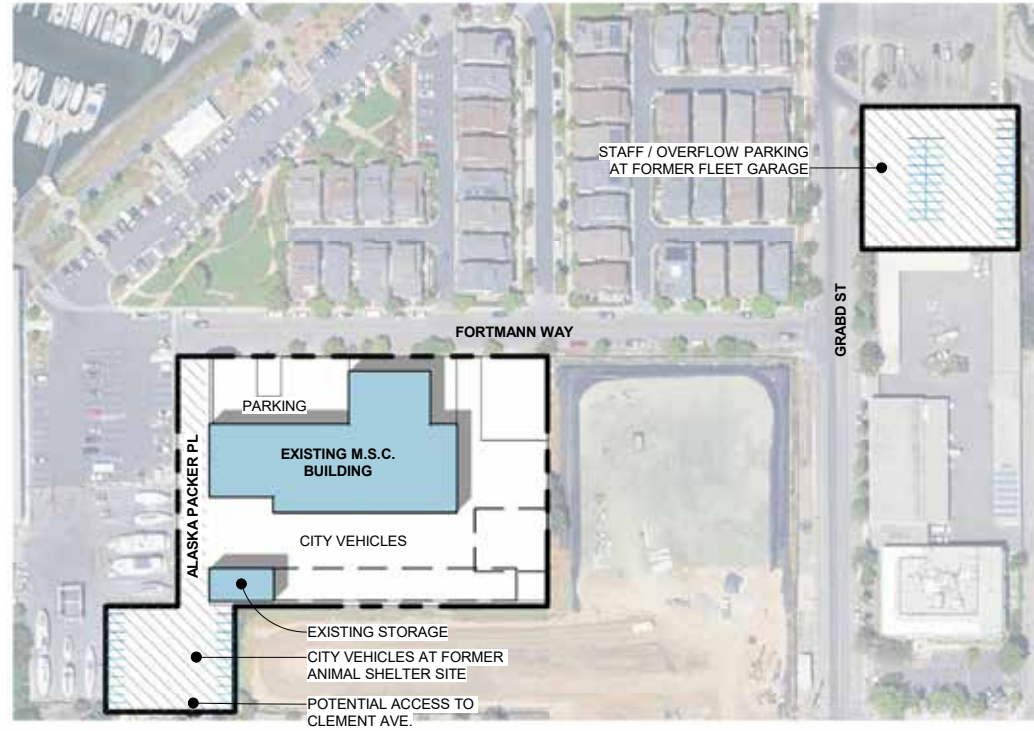 STAFF / OVERFLOW PARKING
AT FORMER FLEET GARAGE
FORTMANN WAY
GRABD ST
PARKING
EXISTING M.S.C.
BUILDING
ALASKA PACKER PL
CITY VEHICLES
EXISTING STORAGE
CITY VEHICLES AT FORMER
ANIMAL SHELTER SITE
POTENTIAL ACCESS TO
CLEMENT AVE.